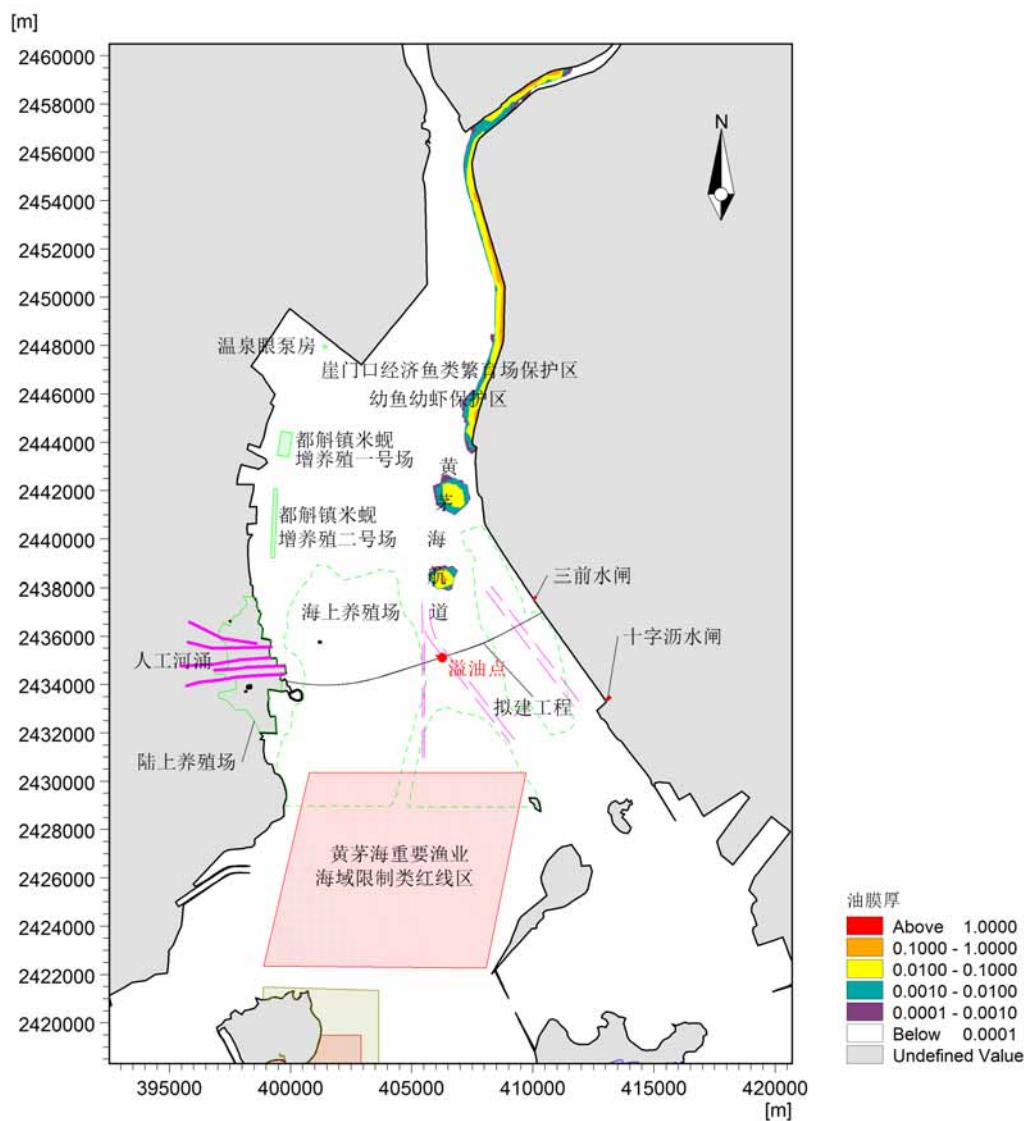 [m]
2460000
2458000
2456000
2454000
2452000
2450000
2448000
2446000
2444000
2442000
2440000
2438000
2436000
2434000
2432000
2430000
2428000
2426000
2424000
2422000
2420000
N
温泉眼泵房
崖门口经济鱼类繁育场保护区
幼鱼幼虾保护区
都斛镇米蚬
增养殖一号场
都斛镇米蚬
增养殖二号场
黄
茅
海
航
道
三前水闸
海上养殖场
十字沥水闸
人工河涌
溢油点
拟建工程
陆上养殖场
黄茅海重要渔业
海域限制类红线区
油膜厚
Above 1.0000
0.1000 - 1.0000
0.0100 - 0.1000
0.0010 - 0.0100
0.0001 - 0.0010
Below 0.0001
Undefined Value
395000 400000 405000 410000 415000 420000
[m]